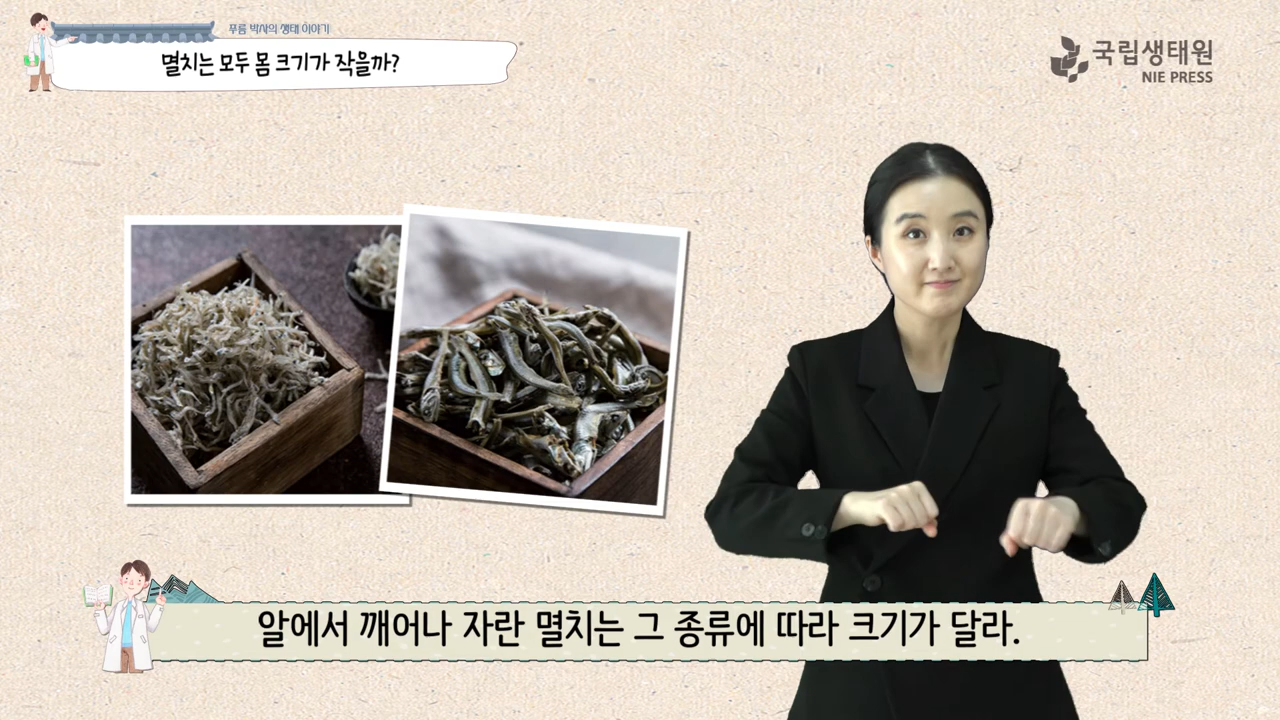 푸름 박사의 생태 이야기
멸치는 모두 몸 크기가 작을까?
국립생태원
NIE PRESS
알에서 깨어나 자란 멸치는 그 종류에 따라 크기가 달라.